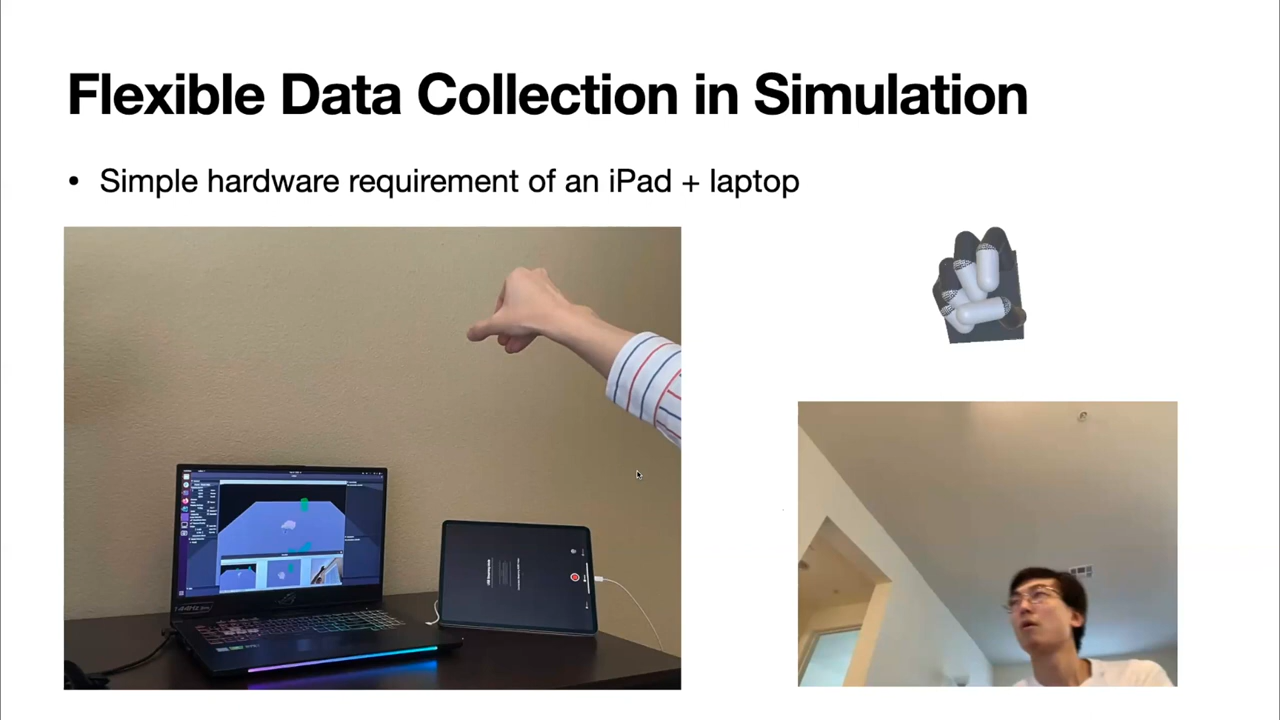 Flexible Data Collection in Simulation
• Simple hardware requirement of an iPad + laptop